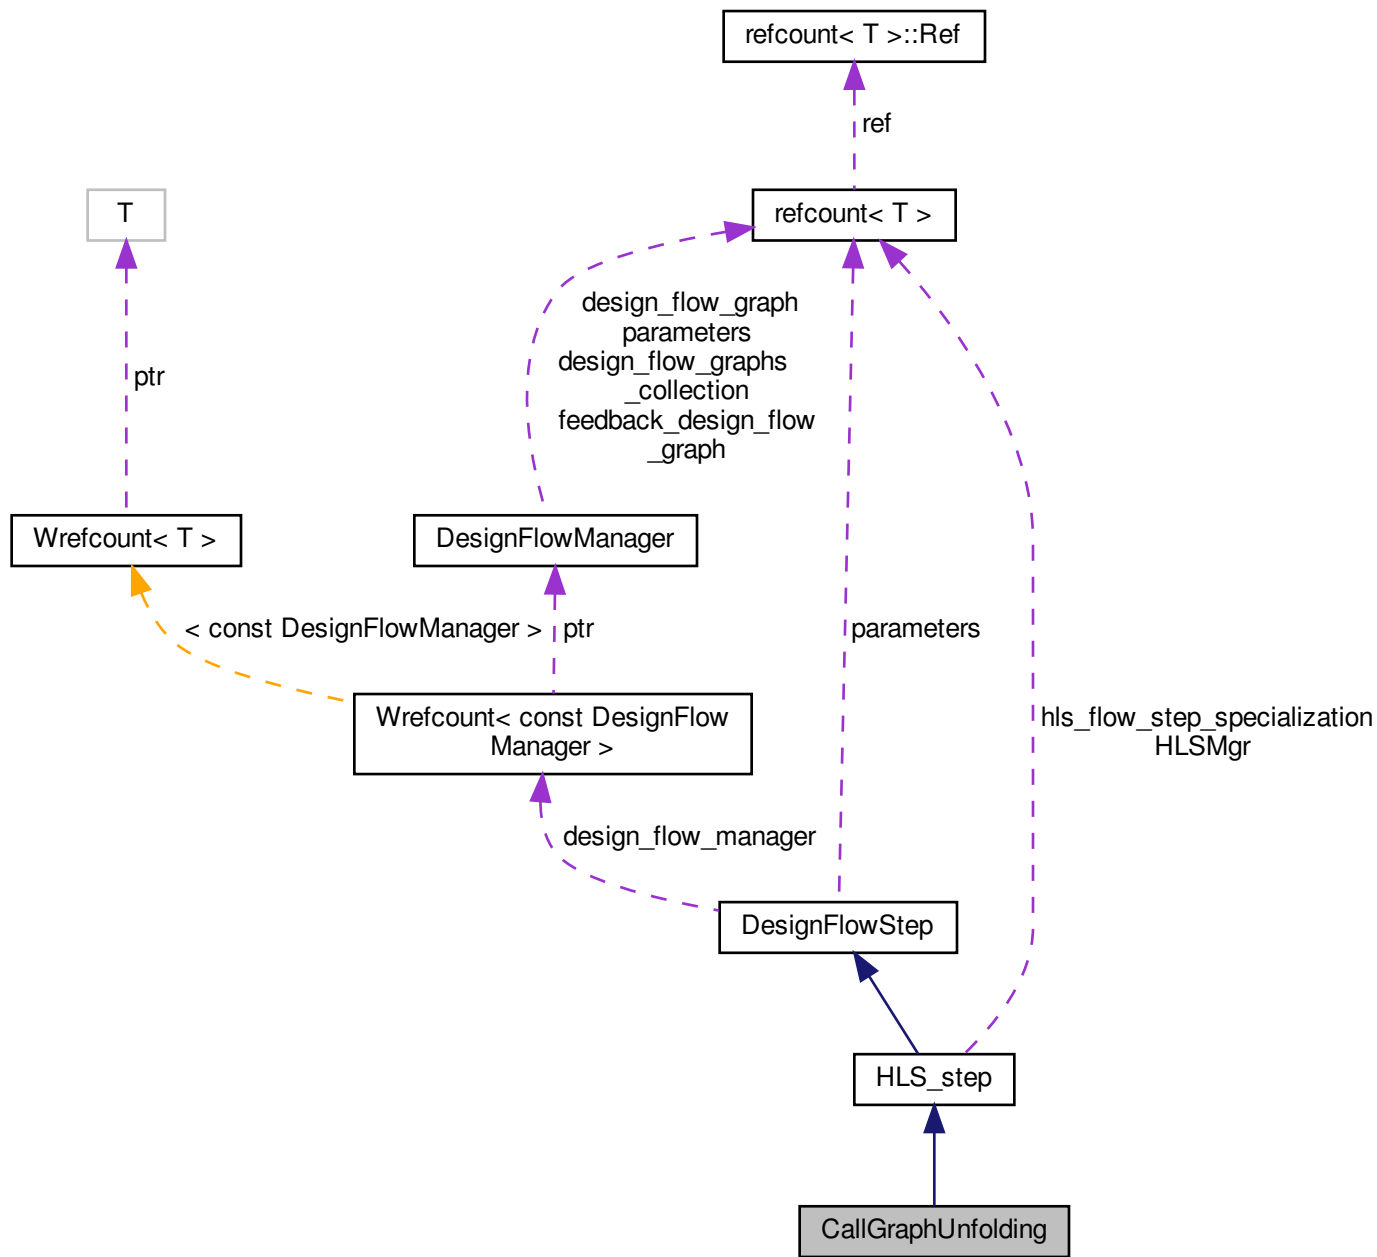 refcount< T >::Ref
ref
T
refcount< T >
design_flow_graph
parameters
design_flow_graphs
_collection
feedback_design_flow
_graph
ptr
Wrefcount< T >
DesignFlowManager
< const DesignFlowManager >
ptr
parameters
Wrefcount< const DesignFlow
Manager >
hls_flow_step_specialization
HLSMgr
design_flow_manager
DesignFlowStep
HLS_step
CallGraphUnfolding